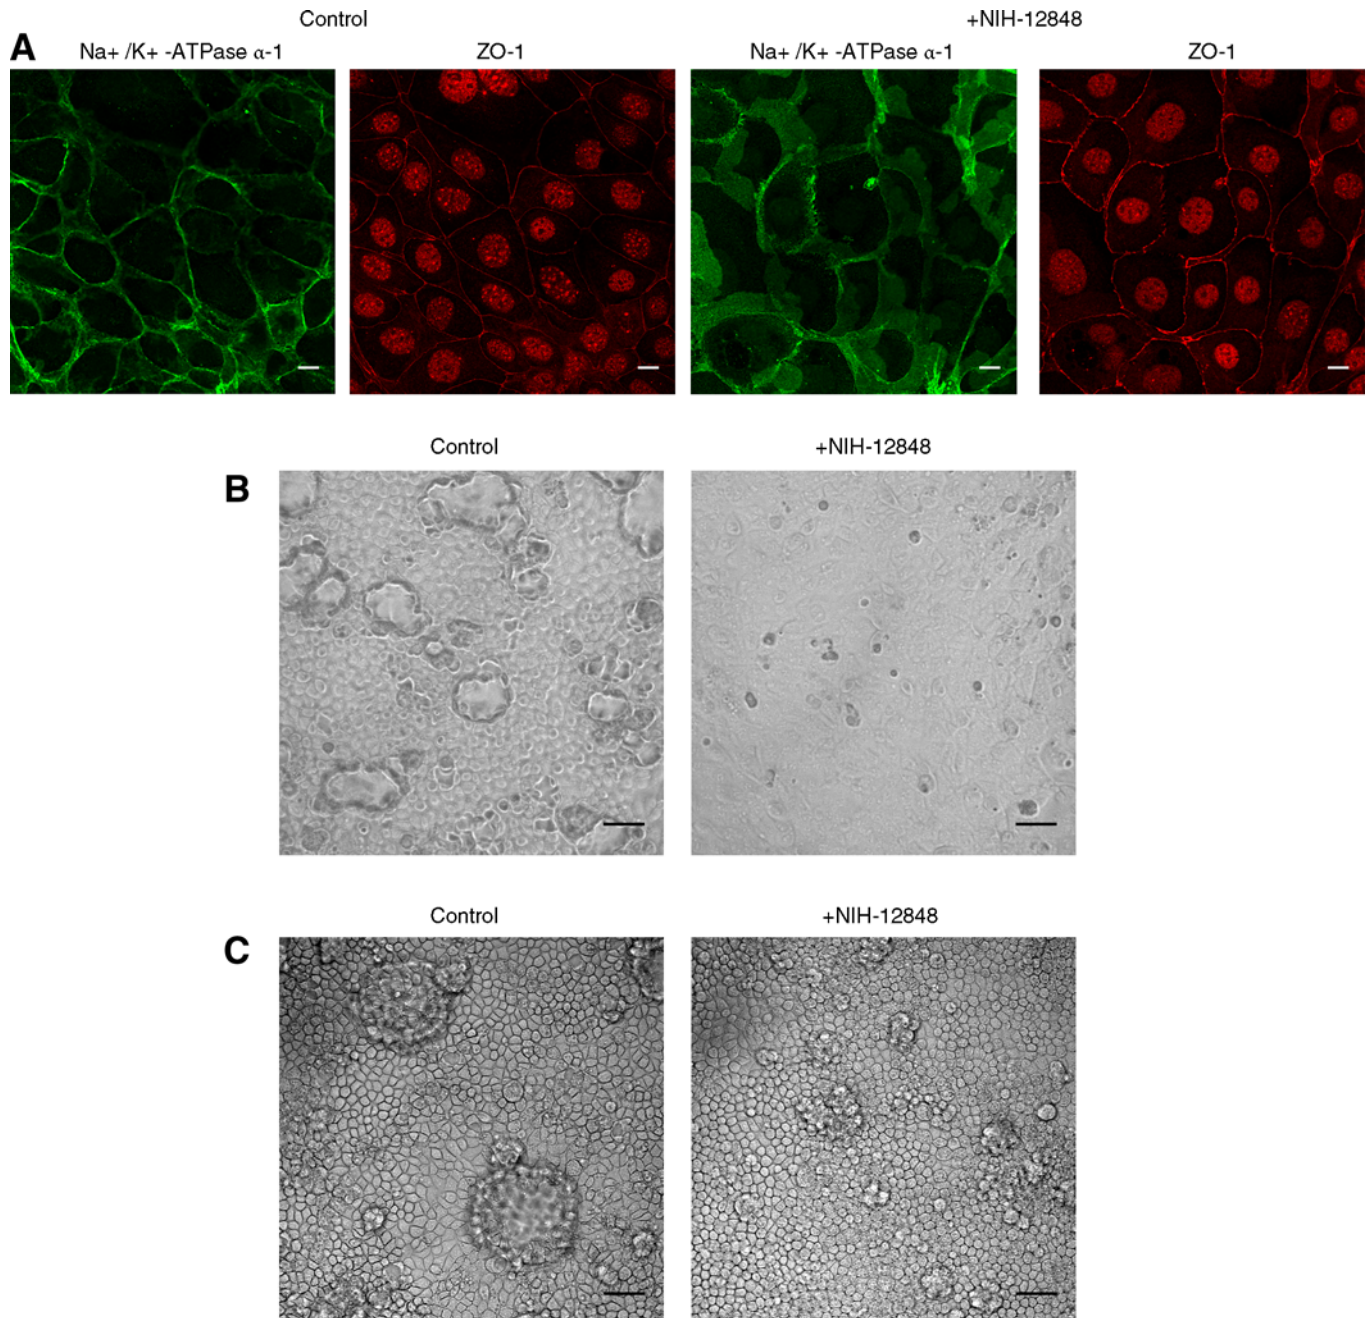 Control +NIH-12848
A Na+ /K+ -ATPase α-1 ZO-1 Na+ /K+ -ATPase α-1 ZO-1
Control +NIH-12848
B
Control +NIH-12848
C